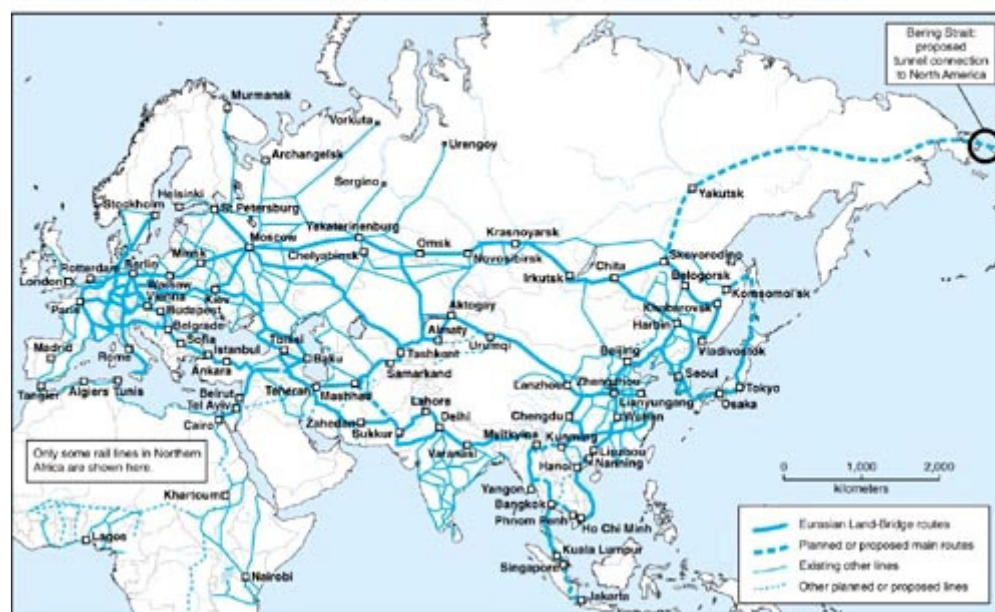 Bering Strait:
proposed
tunnel connection
to North America
Murmansk
Vorkuta
Urengoy
Archangelsk
Sergino
Helsinki
Stockholm
St. Petersburg
Yakutsk
Yekaterinenburg
Moscow
Omsk
Krasnoyarsk
Chelyabinsk
Novosibirsk
Skovorodino
Minsk
Berlin
Rotterdam
London
Warsaw
Irkutsk
Chita
Belogorsk
Komsomol'sk
Vienna
Kiev
Paris
Budapest
Aktogay
Khabarovsk
Belgrade
Almaty
Harbin
Madrid
Sofia
Tbilisi
Urumqi
Vladivostok
Rome
Istanbul
Baku
Tashkent
Beijing
Ankara
Samarkand
Seoul
Tangier
Algiers
Tunis
Teheran
Mashhad
Lanzhou
Zhengzhou
Tokyo
Beirut
Lahore
Lianyungang
Osaka
Tel Aviv
Delhi
Chengdu
Wuhan
Cairo
Zahedan
Sukkur
Myitkyina
Kunming
Liuzhou
Varanasi
Nanning
Hanoi
Only some rail lines in Northern
Africa are shown here.
0 1,000 2,000
kilometers
Khartoum
Yangon
Bangkok
Phnom Penh
Ho Chi Minh
Lagos
Kuala Lumpur
Singapore
Nairobi
Jakarta
Eurasian Land-Bridge routes
Planned or proposed main routes
Existing other lines
Other planned or proposed lines